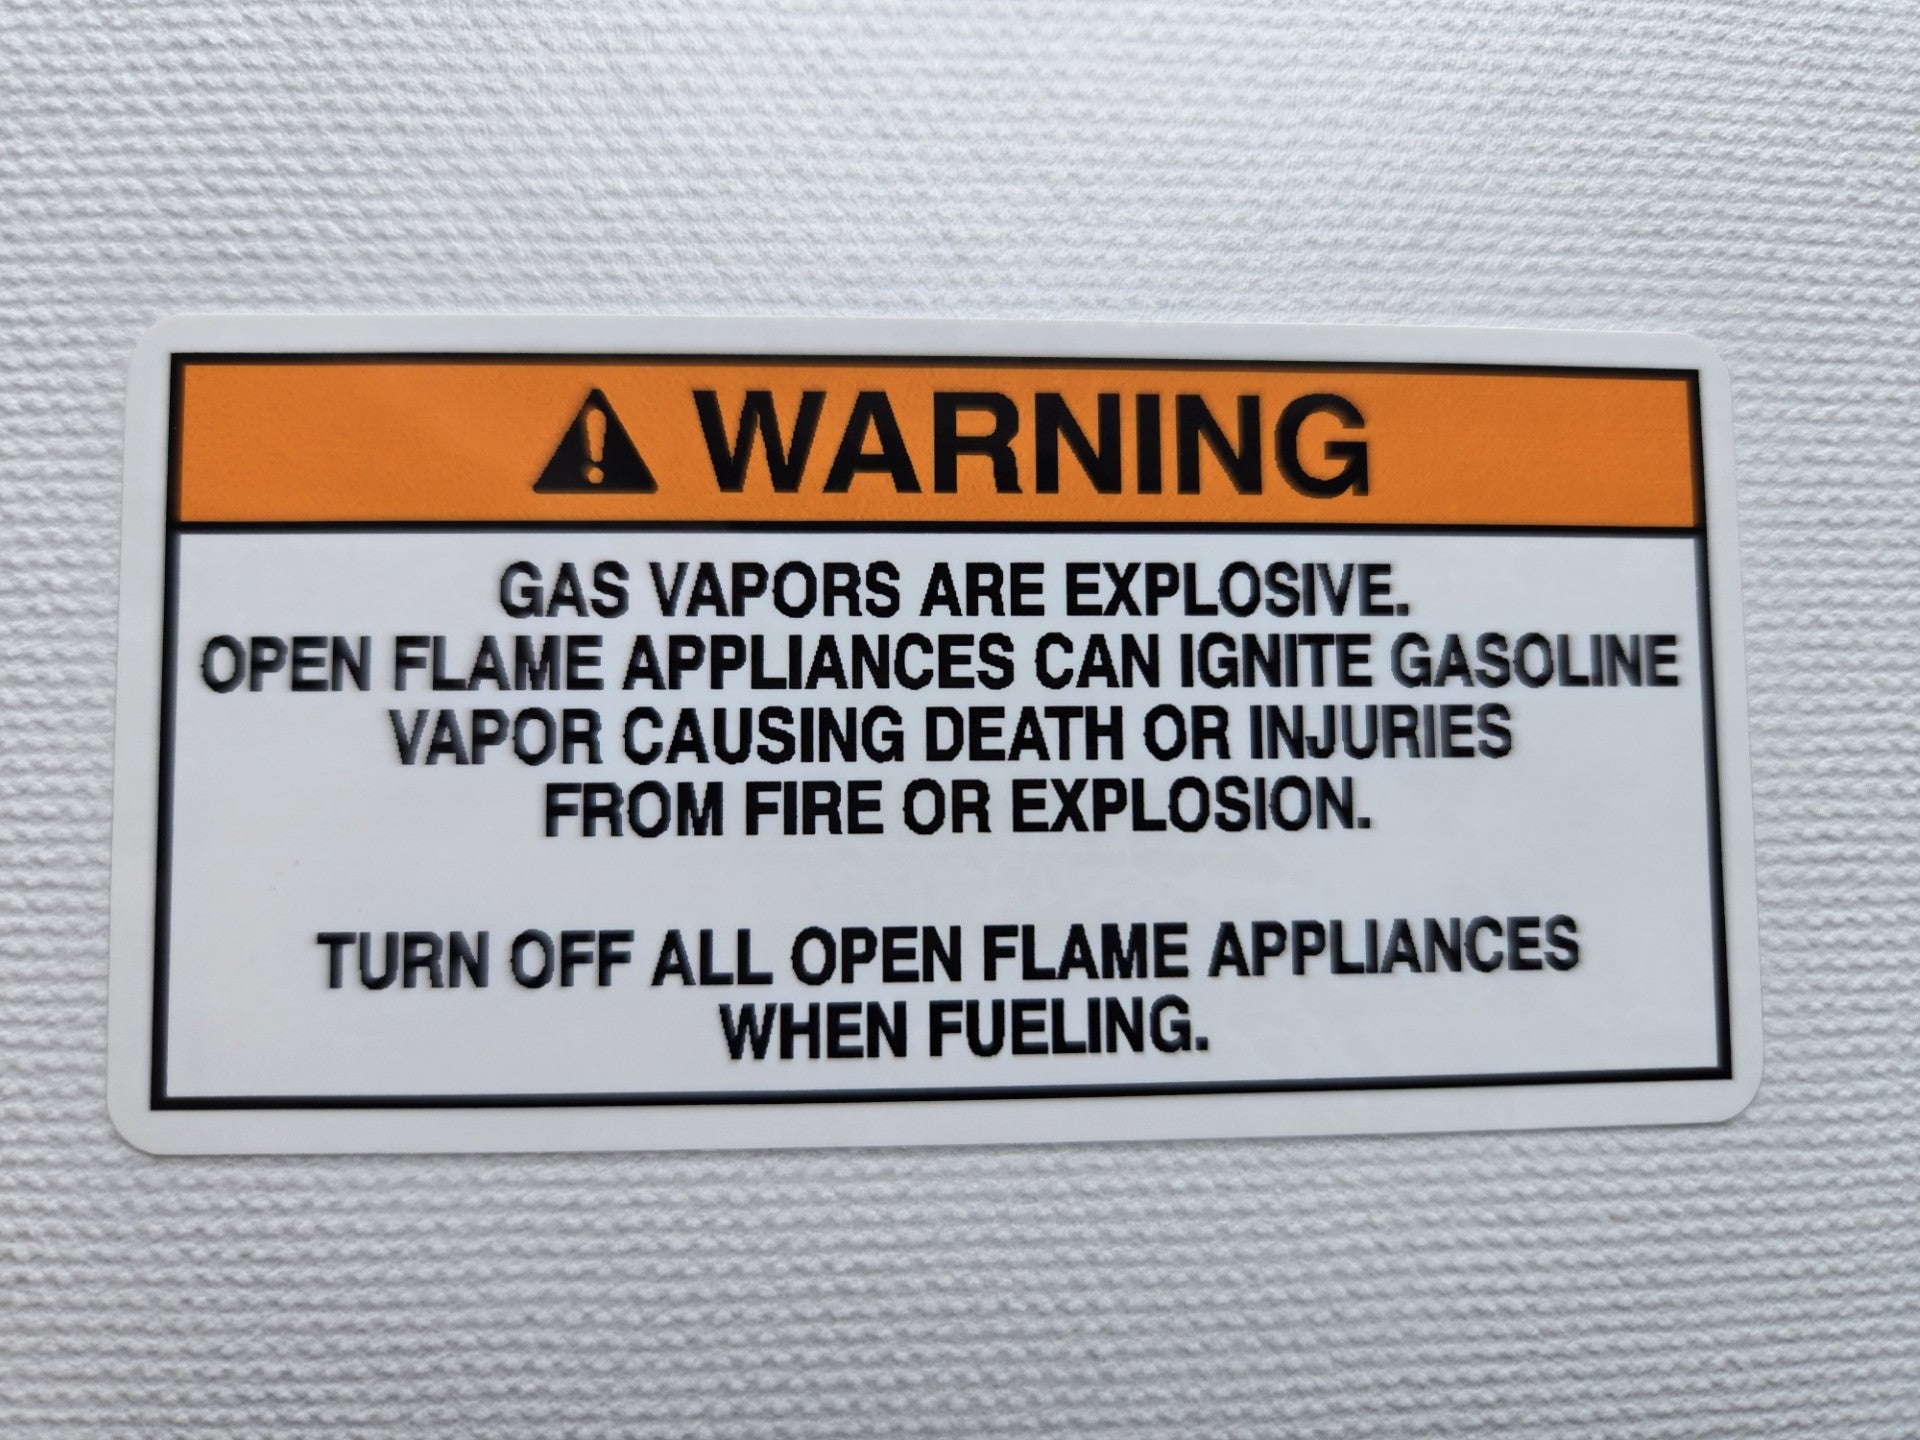 ⚠ WARNING
GAS VAPORS ARE EXPLOSIVE.
OPEN FLAME APPLIANCES CAN IGNITE GASOLINE
VAPOR CAUSING DEATH OR INJURIES
FROM FIRE OR EXPLOSION.
TURN OFF ALL OPEN FLAME APPLIANCES
WHEN FUELING.